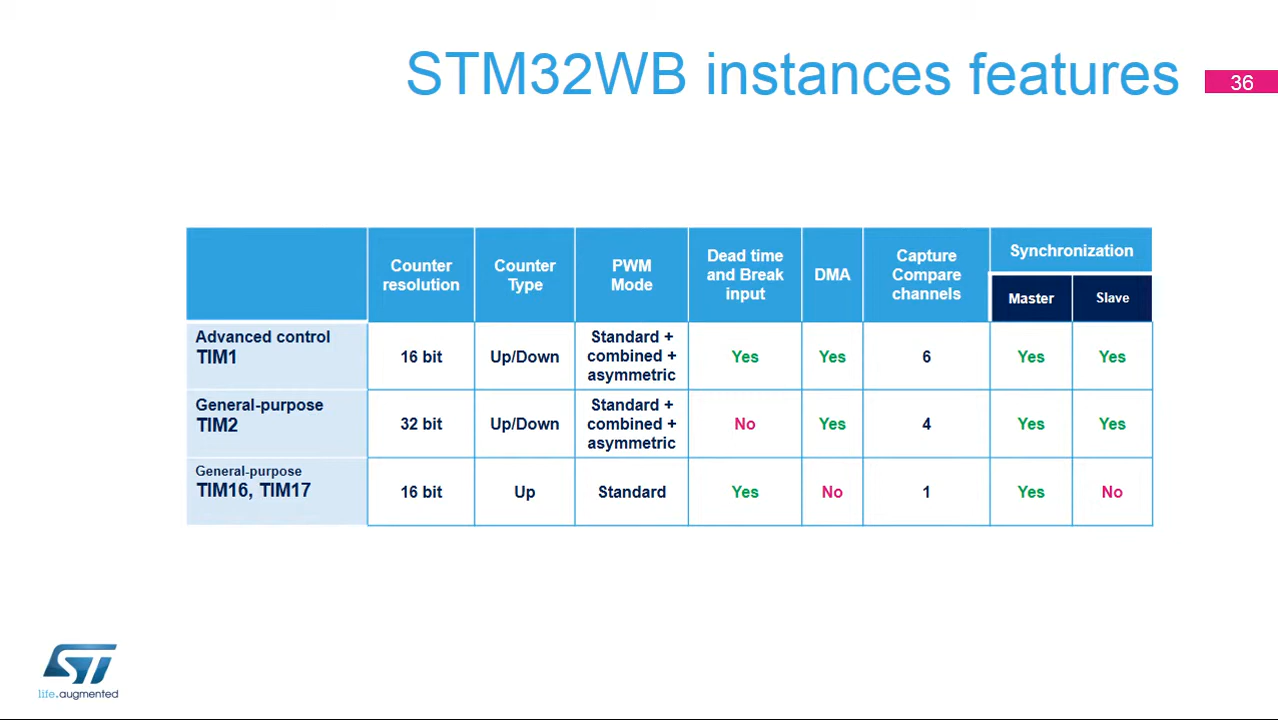 STM32WB instances features
36
Counter resolution
Counter Type
PWM Mode
Dead time and Break input
DMA
Capture Compare channels
Synchronization
Master
Slave
Advanced control
TIM1
16 bit
Up/Down
Standard +
combined +
asymmetric
Yes
Yes
6
Yes
Yes
General-purpose
TIM2
32 bit
Up/Down
Standard +
combined +
asymmetric
No
Yes
4
Yes
Yes
General-purpose
TIM16, TIM17
16 bit
Up
Standard
Yes
No
1
Yes
No
ST
life.augmented